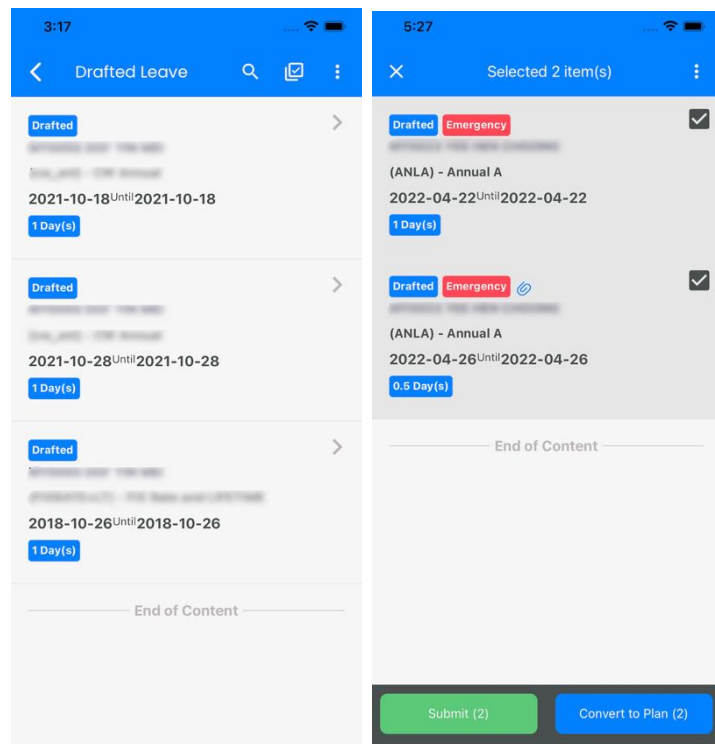 3:17
Drafted Leave
Drafted
2021-10-18Until2021-10-18
1 Day(s)
Drafted
2021-10-28Until2021-10-28
1 Day(s)
Drafted
2018-10-26Until2018-10-26
1 Day(s)
End of Content
5:27
Selected 2 item(s)
Drafted Emergency
(ANLA) - Annual A
2022-04-22Until2022-04-22
1 Day(s)
Drafted Emergency
(ANLA) - Annual A
2022-04-26Until2022-04-26
0.5 Day(s)
End of Content
Submit (2) Convert to Plan (2)